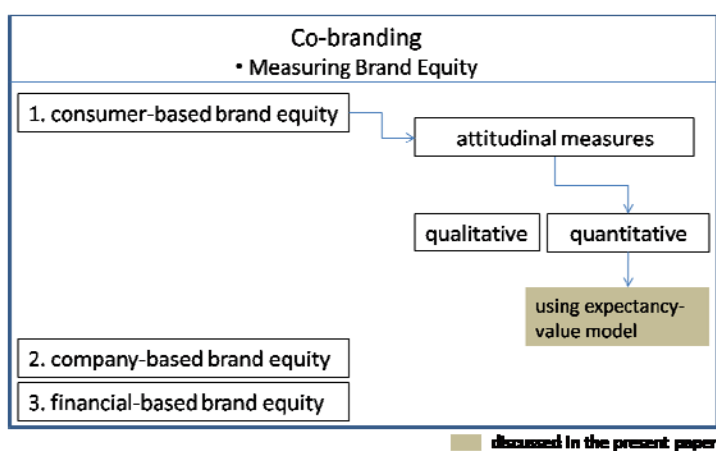 Co-branding
• Measuring Brand Equity
1. consumer-based brand equity
attitudinal measures
qualitative
quantitative
using expectancy-
value model
2. company-based brand equity
3. financial-based brand equity
discussed in the present paper